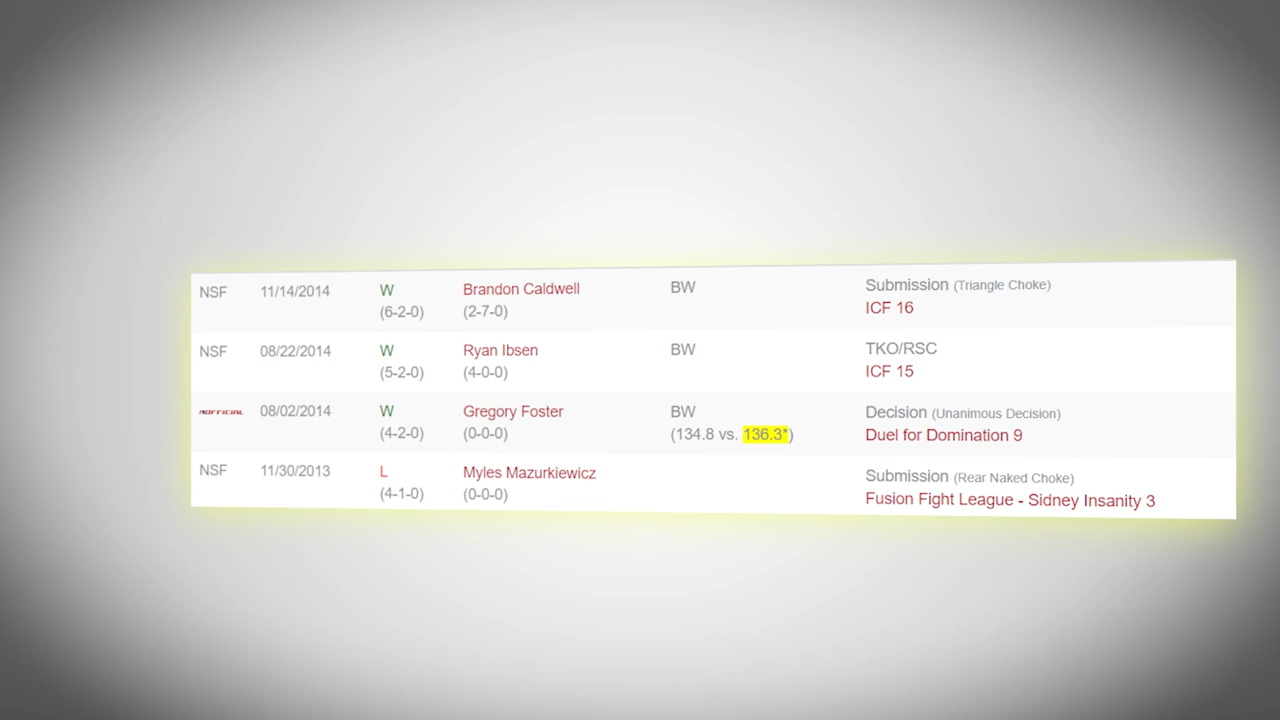 NSF 11/14/2014 W Brandon Caldwell BW Submission (Triangle Choke)
(6-2-0) (2-7-0) ICF 16
NSF 08/22/2014 W Ryan Ibsen BW TKO/RSC
(5-2-0) (4-0-0) ICF 15
08/02/2014 W Gregory Foster BW Decision (Unanimous Decision)
(4-2-0) (0-0-0) (134.8 vs. 136.3*) Duel for Domination 9
NSF 11/30/2013 L Myles Mazurkiewicz Submission (Rear Naked Choke)
(4-1-0) (0-0-0) Fusion Fight League - Sidney Insanity 3